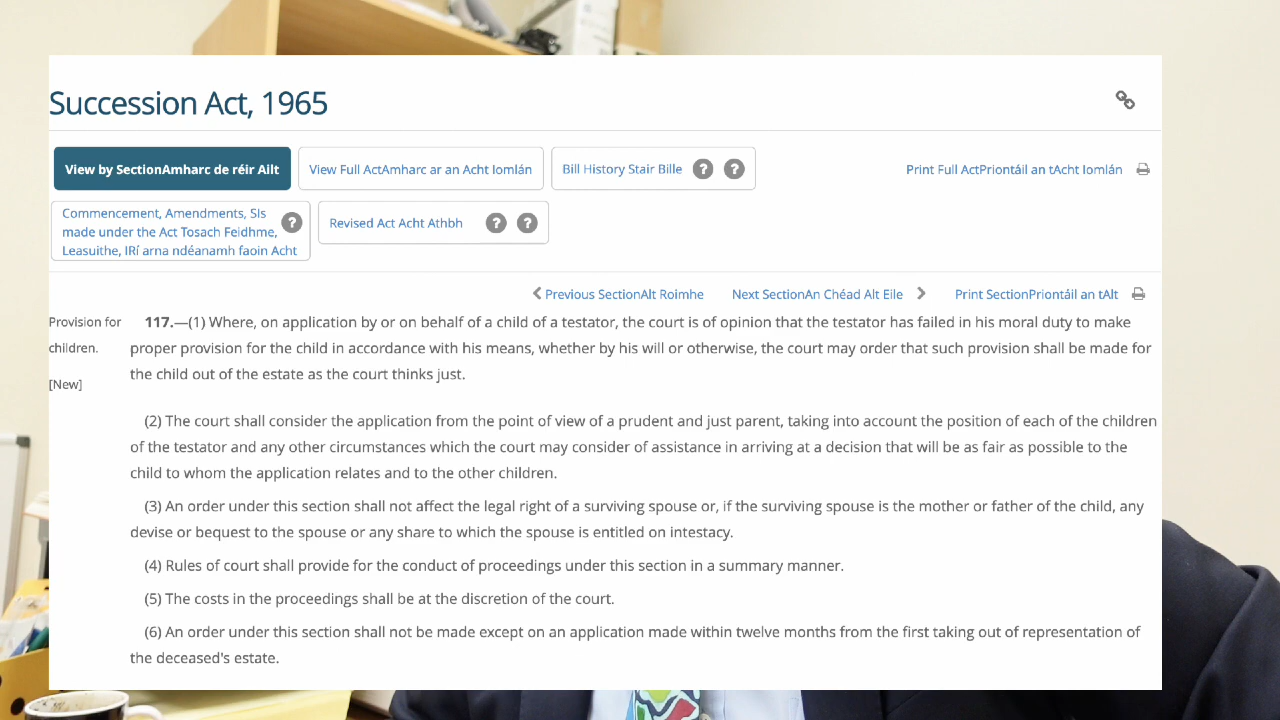 Succession Act, 1965
View by SectionAmharc de réir Ailt
View Full ActAmharc ar an Acht Iomlán
Bill History Stair Bille ? ?
Print Full ActPriontáil an tAcht Iomlán
Commencement, Amendments, SIs
made under the Act Tosach Feidhme,
Leasuithe, IRí arna ndéanamh faoin Acht
?
Revised Act Acht Athbh ? ?
Previous SectionAlt Roimhe
Next SectionAn Chéad Alt Eile
Print SectionPriontáil an tAlt
Provision for
children.
[New]
117.—(1) Where, on application by or on behalf of a child of a testator, the court is of opinion that the testator has failed in his moral duty to make
proper provision for the child in accordance with his means, whether by his will or otherwise, the court may order that such provision shall be made for
the child out of the estate as the court thinks just.
(2) The court shall consider the application from the point of view of a prudent and just parent, taking into account the position of each of the children
of the testator and any other circumstances which the court may consider of assistance in arriving at a decision that will be as fair as possible to the
child to whom the application relates and to the other children.
(3) An order under this section shall not affect the legal right of a surviving spouse or, if the surviving spouse is the mother or father of the child, any
devise or bequest to the spouse or any share to which the spouse is entitled on intestacy.
(4) Rules of court shall provide for the conduct of proceedings under this section in a summary manner.
(5) The costs in the proceedings shall be at the discretion of the court.
(6) An order under this section shall not be made except on an application made within twelve months from the first taking out of representation of
the deceased's estate.